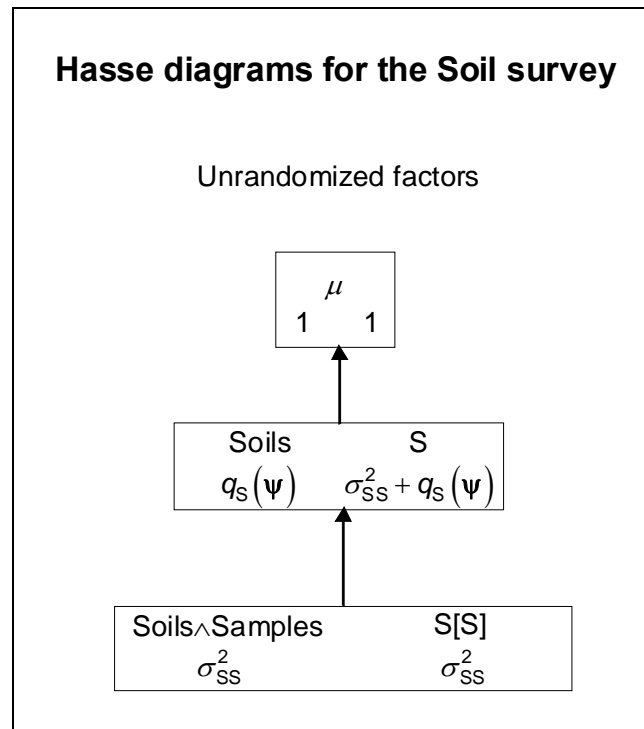 Hasse diagrams for the Soil survey
Unrandomized factors
μ
1 1
Soils S
q_S(ψ) σ²_SS + q_S(ψ)
Soils∧Samples S[S]
σ²_SS σ²_SS